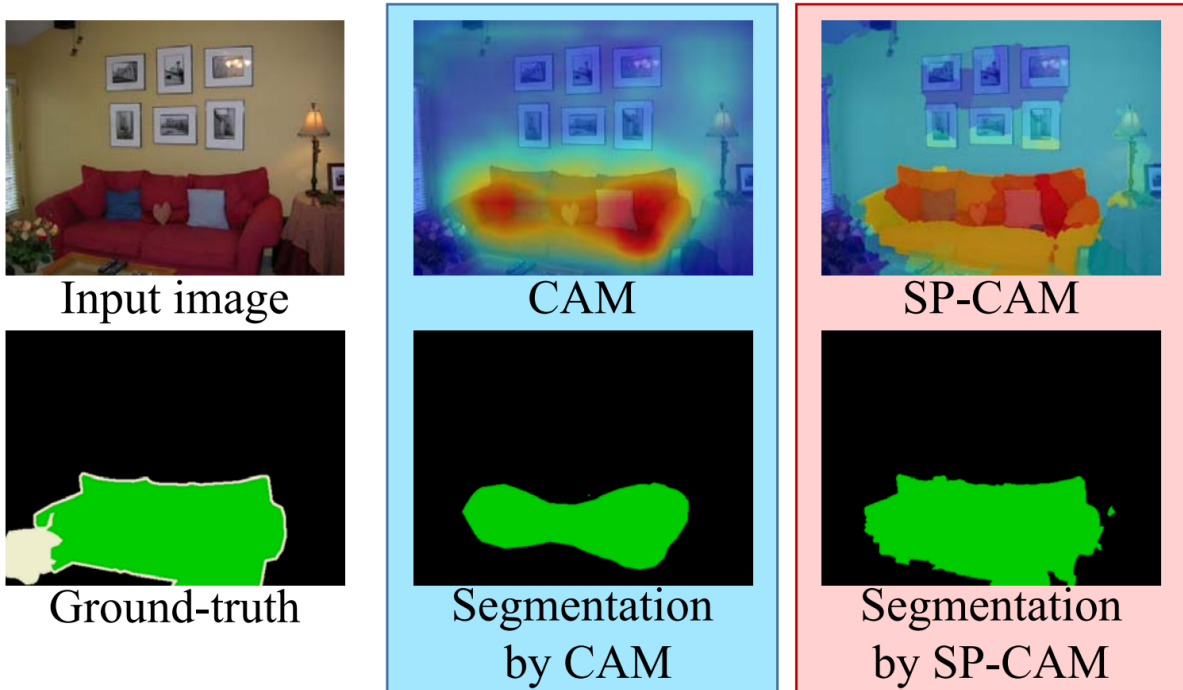 Input image
CAM
SP-CAM
Ground-truth
Segmentation
by CAM
Segmentation
by SP-CAM